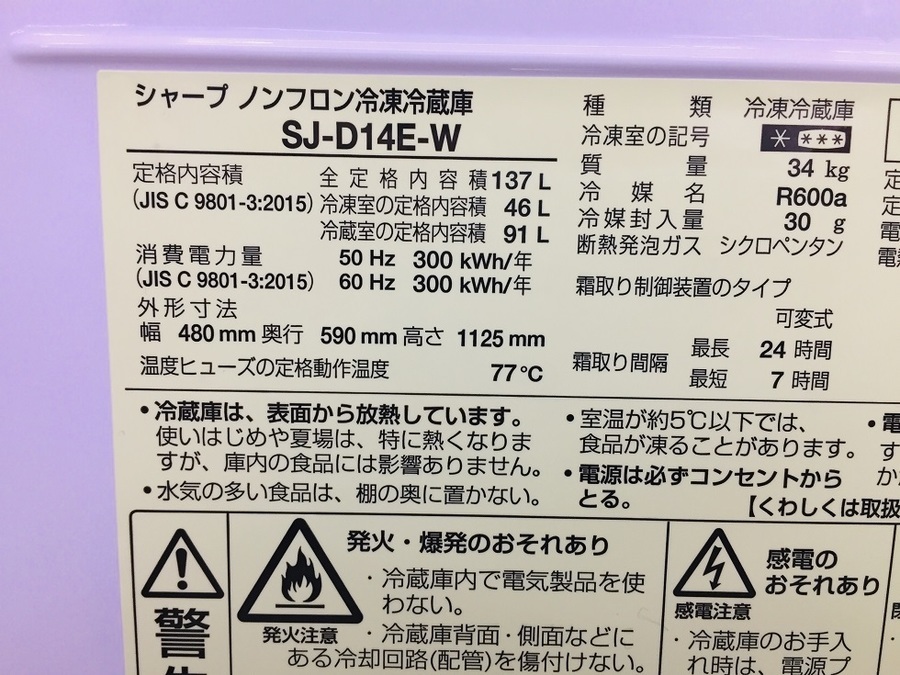 シャープ ノンフロン冷凍冷蔵庫
SJ-D14E-W
定格内容積 全定格内容積 137 L
(JIS C 9801-3:2015) 冷凍室の定格内容積 46 L
冷蔵室の定格内容積 91 L
消費電力量 50 Hz 300 kWh/年
(JIS C 9801-3:2015) 60 Hz 300 kWh/年
外形寸法
幅 480 mm 奥行 590 mm 高さ 1125 mm
温度ヒューズの定格動作温度 77℃
種類 冷凍冷蔵庫
冷凍室の記号 * ***
質量 34 kg
冷媒名 R600a
冷媒封入量 30 g
断熱発泡ガス シクロペンタン
霜取り制御装置のタイプ
可変式
霜取り間隔 最長 24 時間
最短 7 時間
定
定
電
電
・冷蔵庫は、表面から放熱しています。
使いはじめや夏場は、特に熱くなりま
すが、庫内の食品には影響ありません。
・水気の多い食品は、棚の奥に置かない。
・室温が約5℃以下では、
食品が凍ることがあります。
・電源は必ずコンセントから
とる。
【くわしくは取扱
・電
す
か
警
発火注意
発火・爆発のおそれあり
・冷蔵庫内で電気製品を使
わない。
・冷蔵庫背面・側面などに
ある冷却回路(配管)を傷付けない。
感電注意
感電の
おそれあり
・冷蔵庫のお手入
れ時は、電源プ